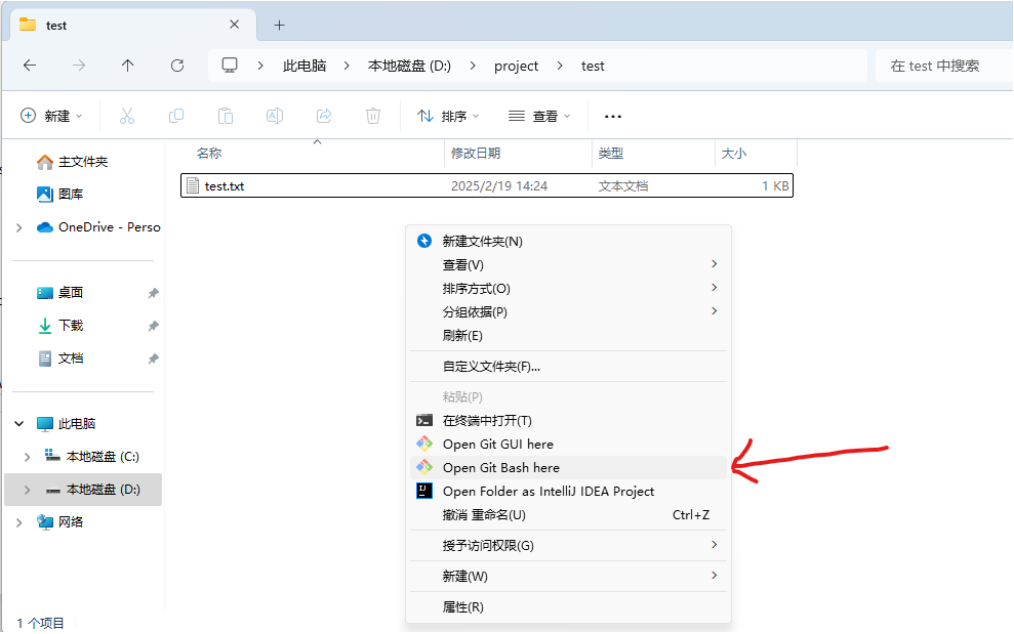 test
此电脑 本地磁盘 (D:) project test
在 test 中搜索
新建 排序 查看
名称 修改日期 类型 大小
test.txt 2025/2/19 14:24 文本文档 1 KB
主文件夹
图库
OneDrive - Perso
桌面
下载
文档
此电脑
本地磁盘 (C:)
本地磁盘 (D:)
网络
新建文件夹(N)
查看(V)
排序方式(O)
分组依据(P)
刷新(E)
自定义文件夹(F)...
粘贴(P)
在终端中打开(T)
Open Git GUI here
Open Git Bash here
Open Folder as IntelliJ IDEA Project
撤消 重命名(U) Ctrl+Z
授予访问权限(G)
新建(W)
属性(R)
1 个项目